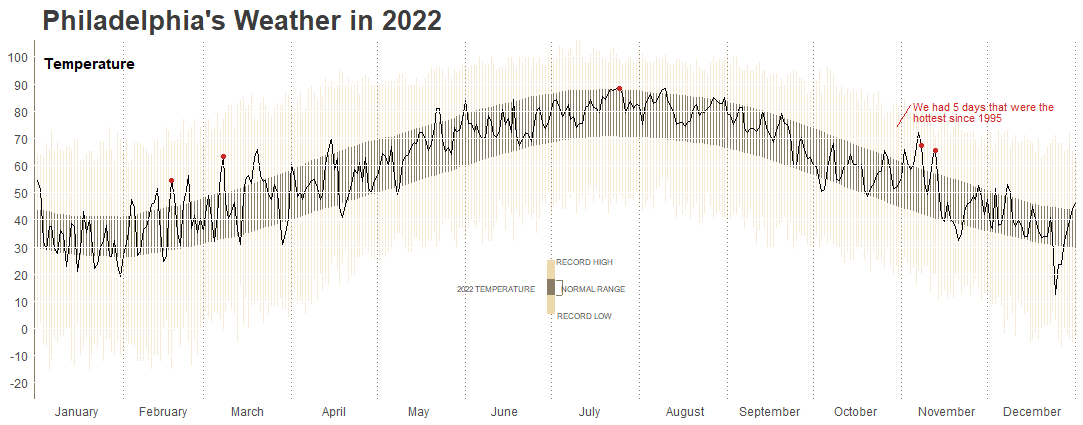 Philadelphia's Weather in 2022
Temperature
100
90
80
70
60
50
40
30
20
10
0
-10
-20
We had 5 days that were the
hottest since 1995
RECORD HIGH
2022 TEMPERATURE
NORMAL RANGE
RECORD LOW
January
February
March
April
May
June
July
August
September
October
November
December